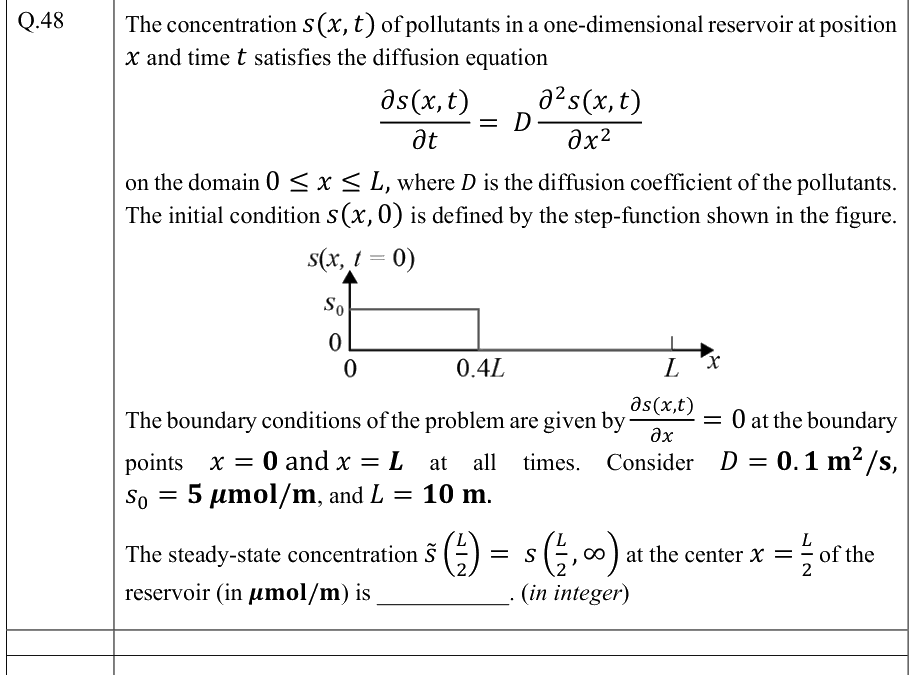 Q.48
The concentration s(x, t) of pollutants in a one-dimensional reservoir at position
x and time t satisfies the diffusion equation
∂s(x, t)/∂t = D ∂²s(x, t)/∂x²
on the domain 0 ≤ x ≤ L, where D is the diffusion coefficient of the pollutants.
The initial condition s(x, 0) is defined by the step-function shown in the figure.
s(x, t = 0)
s₀
0
0 0.4L L x
The boundary conditions of the problem are given by ∂s(x,t)/∂x = 0 at the boundary
points x = 0 and x = L at all times. Consider D = 0.1 m²/s,
s₀ = 5 μmol/m, and L = 10 m.
The steady-state concentration s̃(L/2) = s(L/2, ∞) at the center x = L/2 of the
reservoir (in μmol/m) is ____________. (in integer)